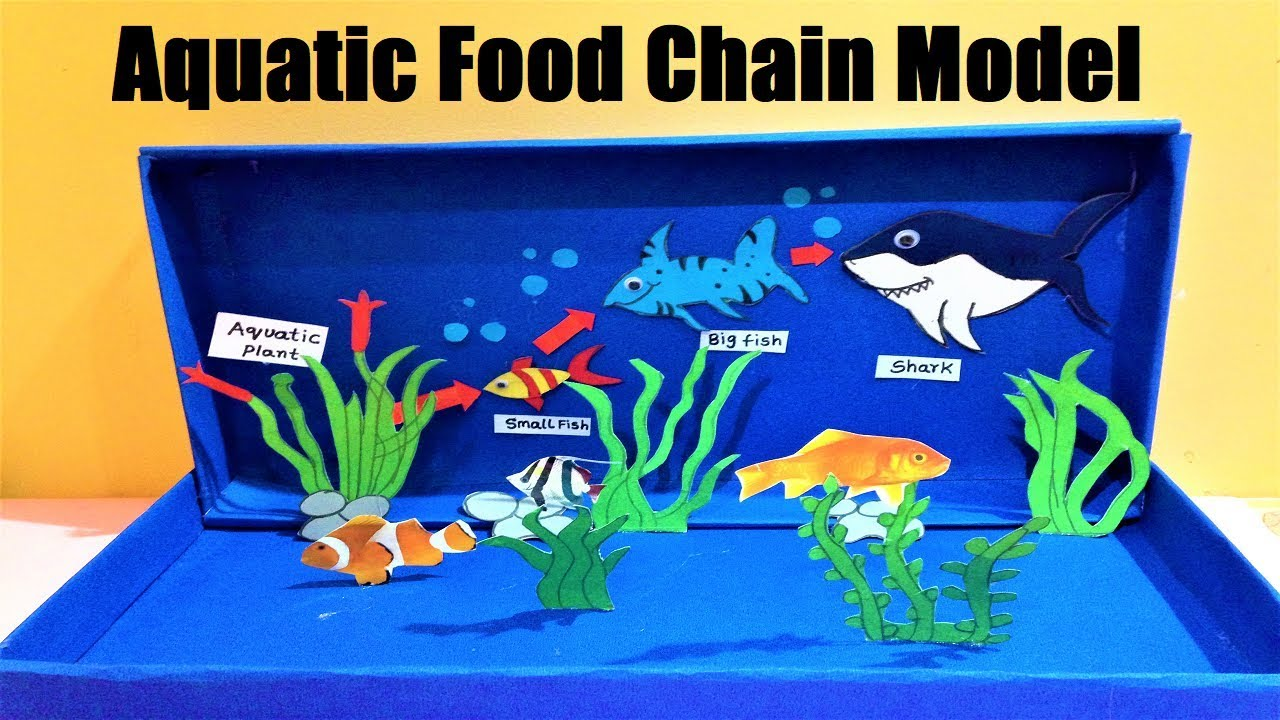 Aquatic Food Chain Model
Aquatic
Plant
Small Fish
Big fish
Shark